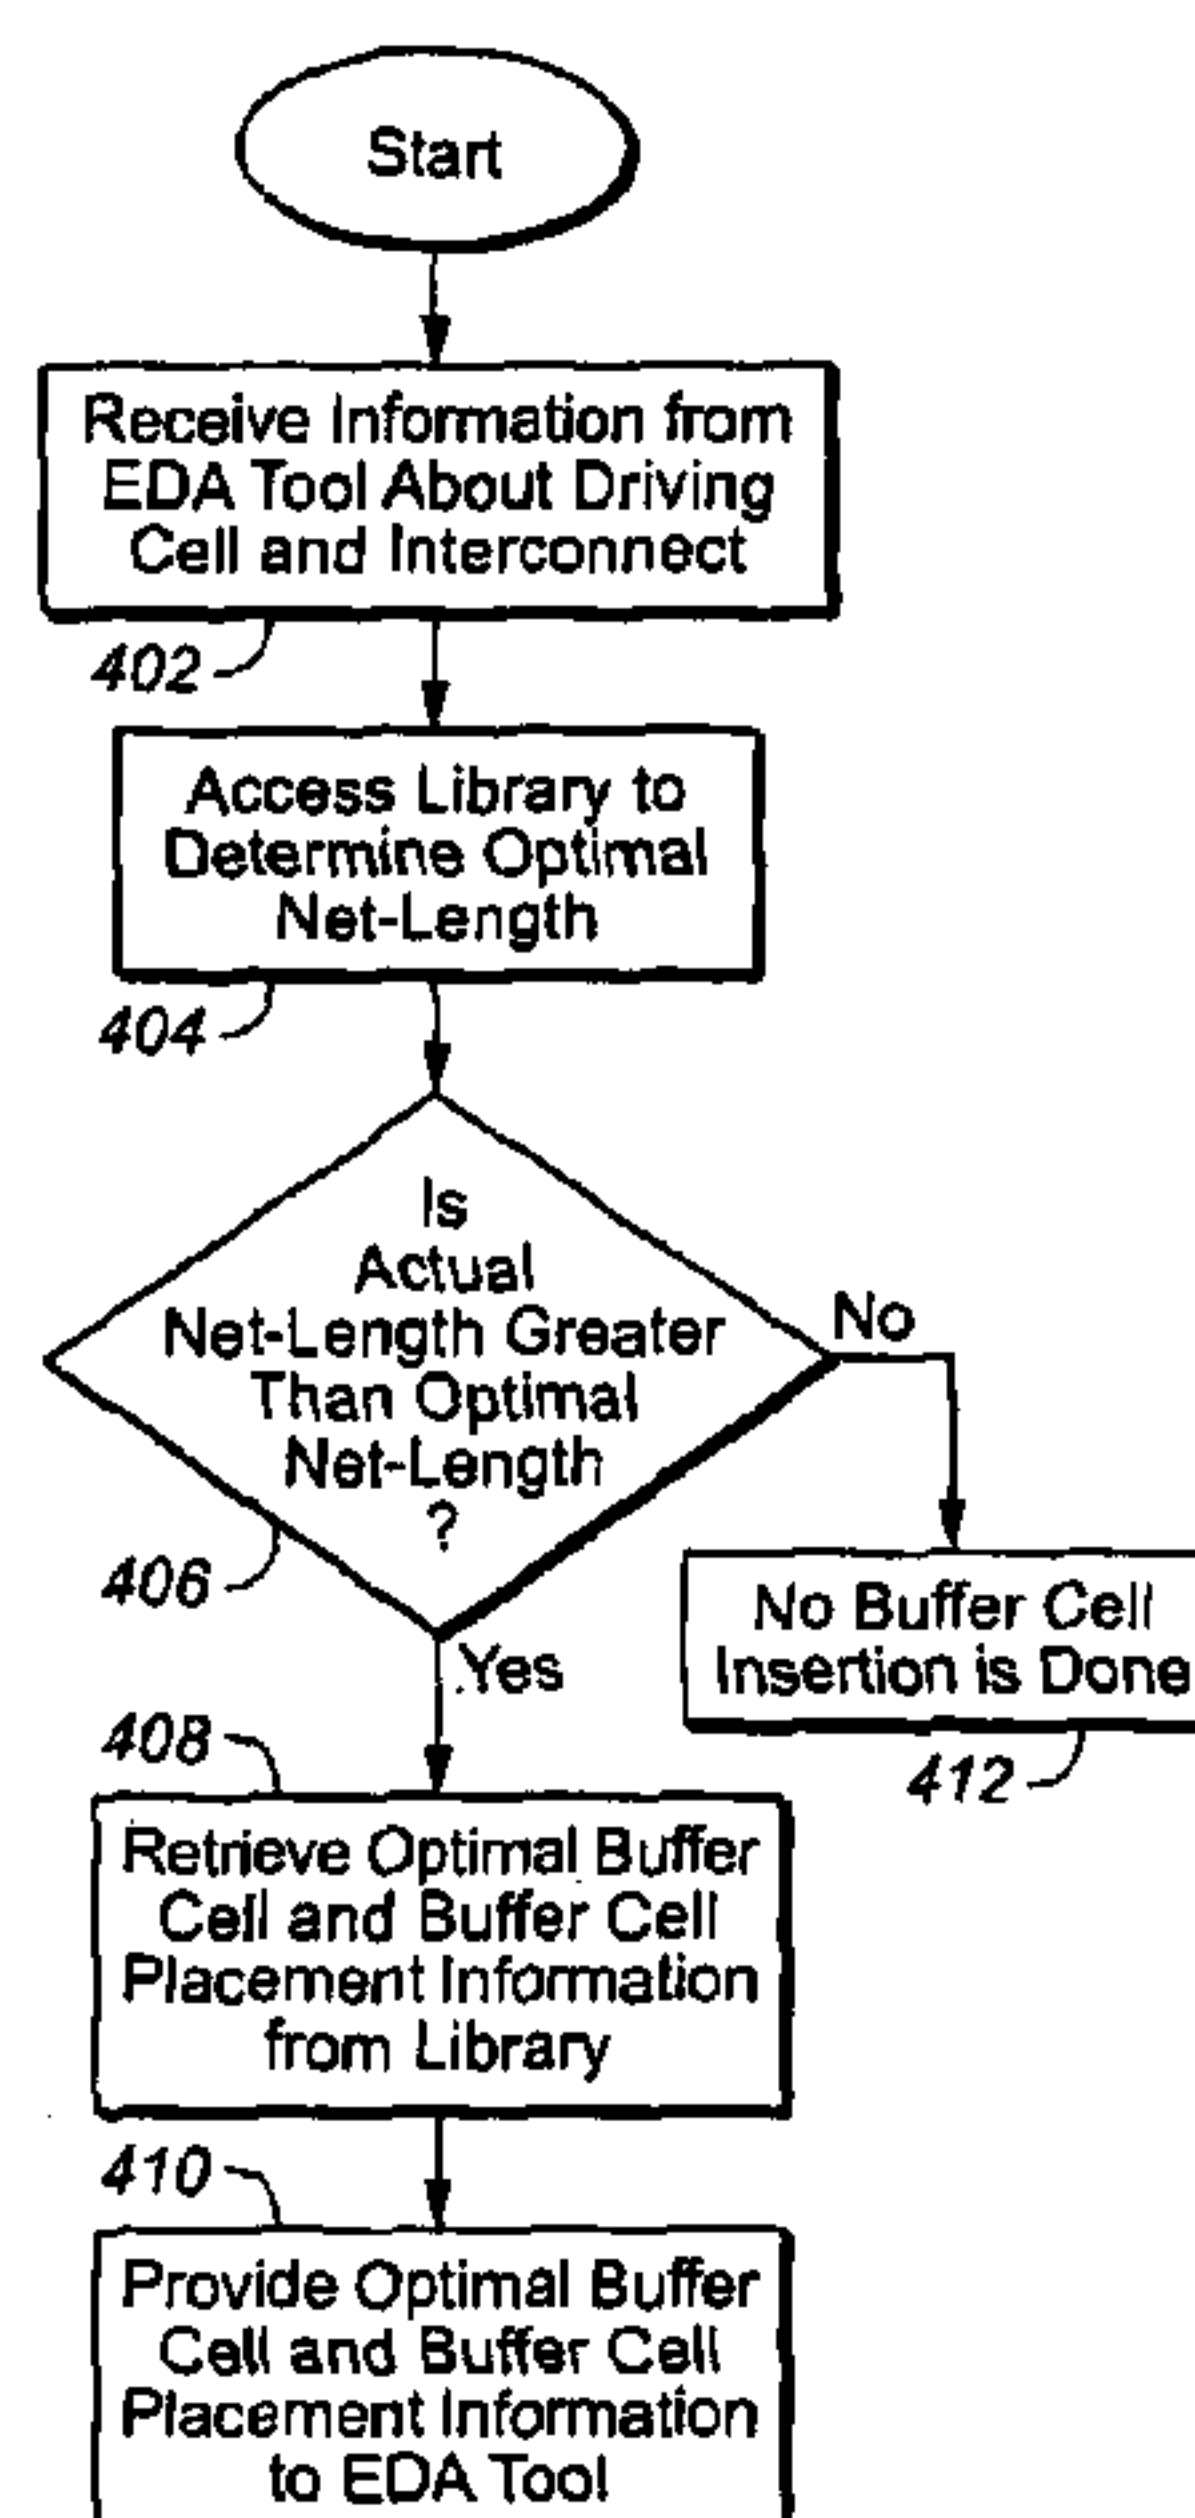 Start
Receive Information from
EDA Tool About Driving
Cell and Interconnect
402
Access Library to
Determine Optimal
Net-Length
404
Is
Actual
Net-Length Greater
Than Optimal
Net-Length
?
No
406
Yes
No Buffer Cell
Insertion is Done
412
408
Retrieve Optimal Buffer
Cell and Buffer Cell
Placement Information
from Library
410
Provide Optimal Buffer
Cell and Buffer Cell
Placement Information
to EDA Tool